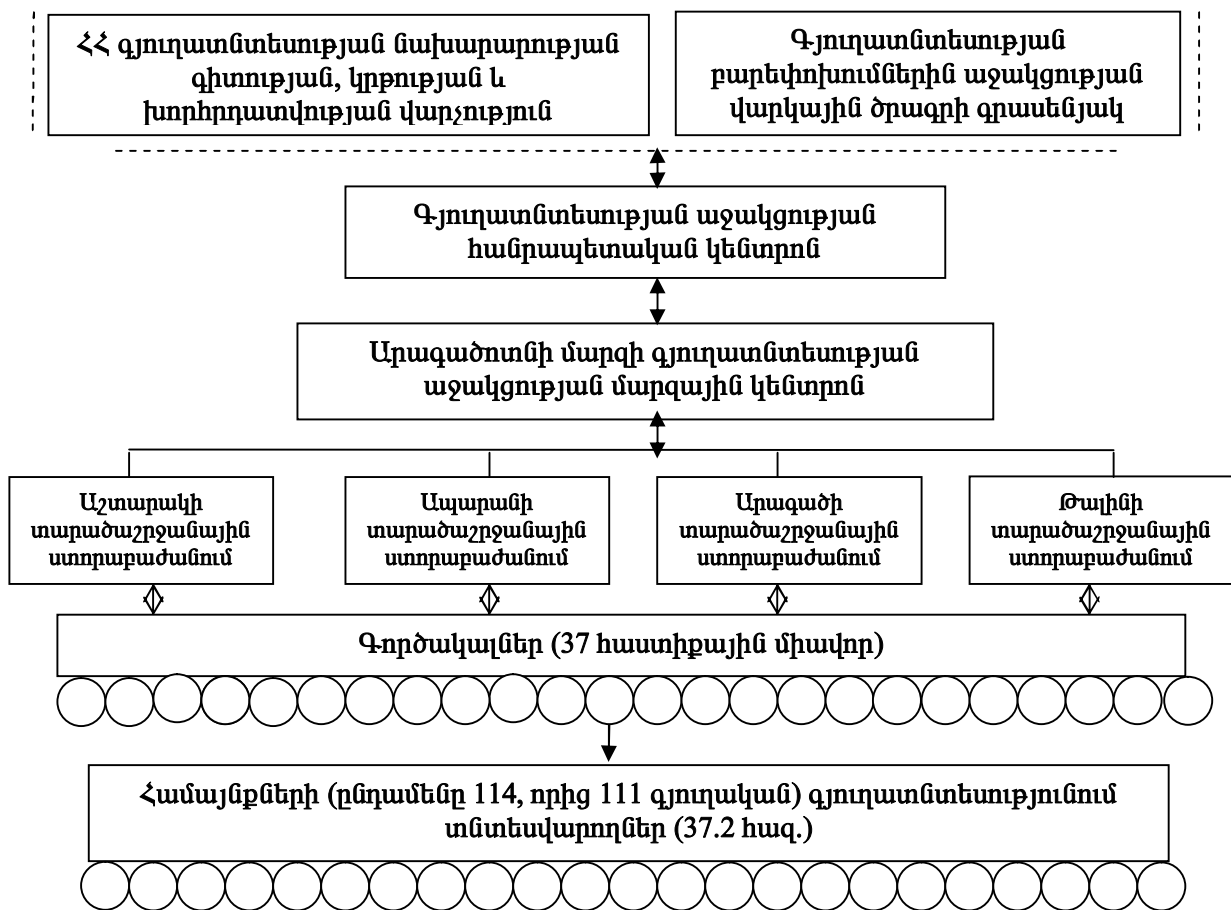 ՀՀ գյուղատնտեսության նախարարության
գիտության, կրթության և
խորհրդատվության վարչություն
Գյուղատնտեսության
բարեփոխումներին աջակցության
վարկային ծրագրի գրասենյակ
Գյուղատնտեսության աջակցության
հանրապետական կենտրոն
Արագածոտնի մարզի գյուղատնտեսության
աջակցության մարզային կենտրոն
Աշտարակի
տարածաշրջանային
ստորաբաժանում
Ապարանի
տարածաշրջանային
ստորաբաժանում
Արագածի
տարածաշրջանային
ստորաբաժանում
Թալինի
տարածաշրջանային
ստորաբաժանում
Գործակալներ (37 հաստիքային միավոր)
Համայնքների (ընդամենը 114, որից 111 գյուղական) գյուղատնտեսությունում
տնտեսվարողներ (37.2 հազ.)